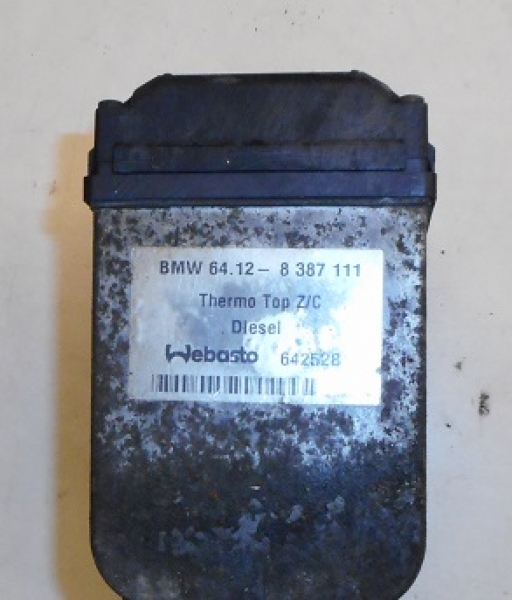 BMW 64.12- 8 387 111
Thermo Top Z/C
Diesel
Webasto 642528